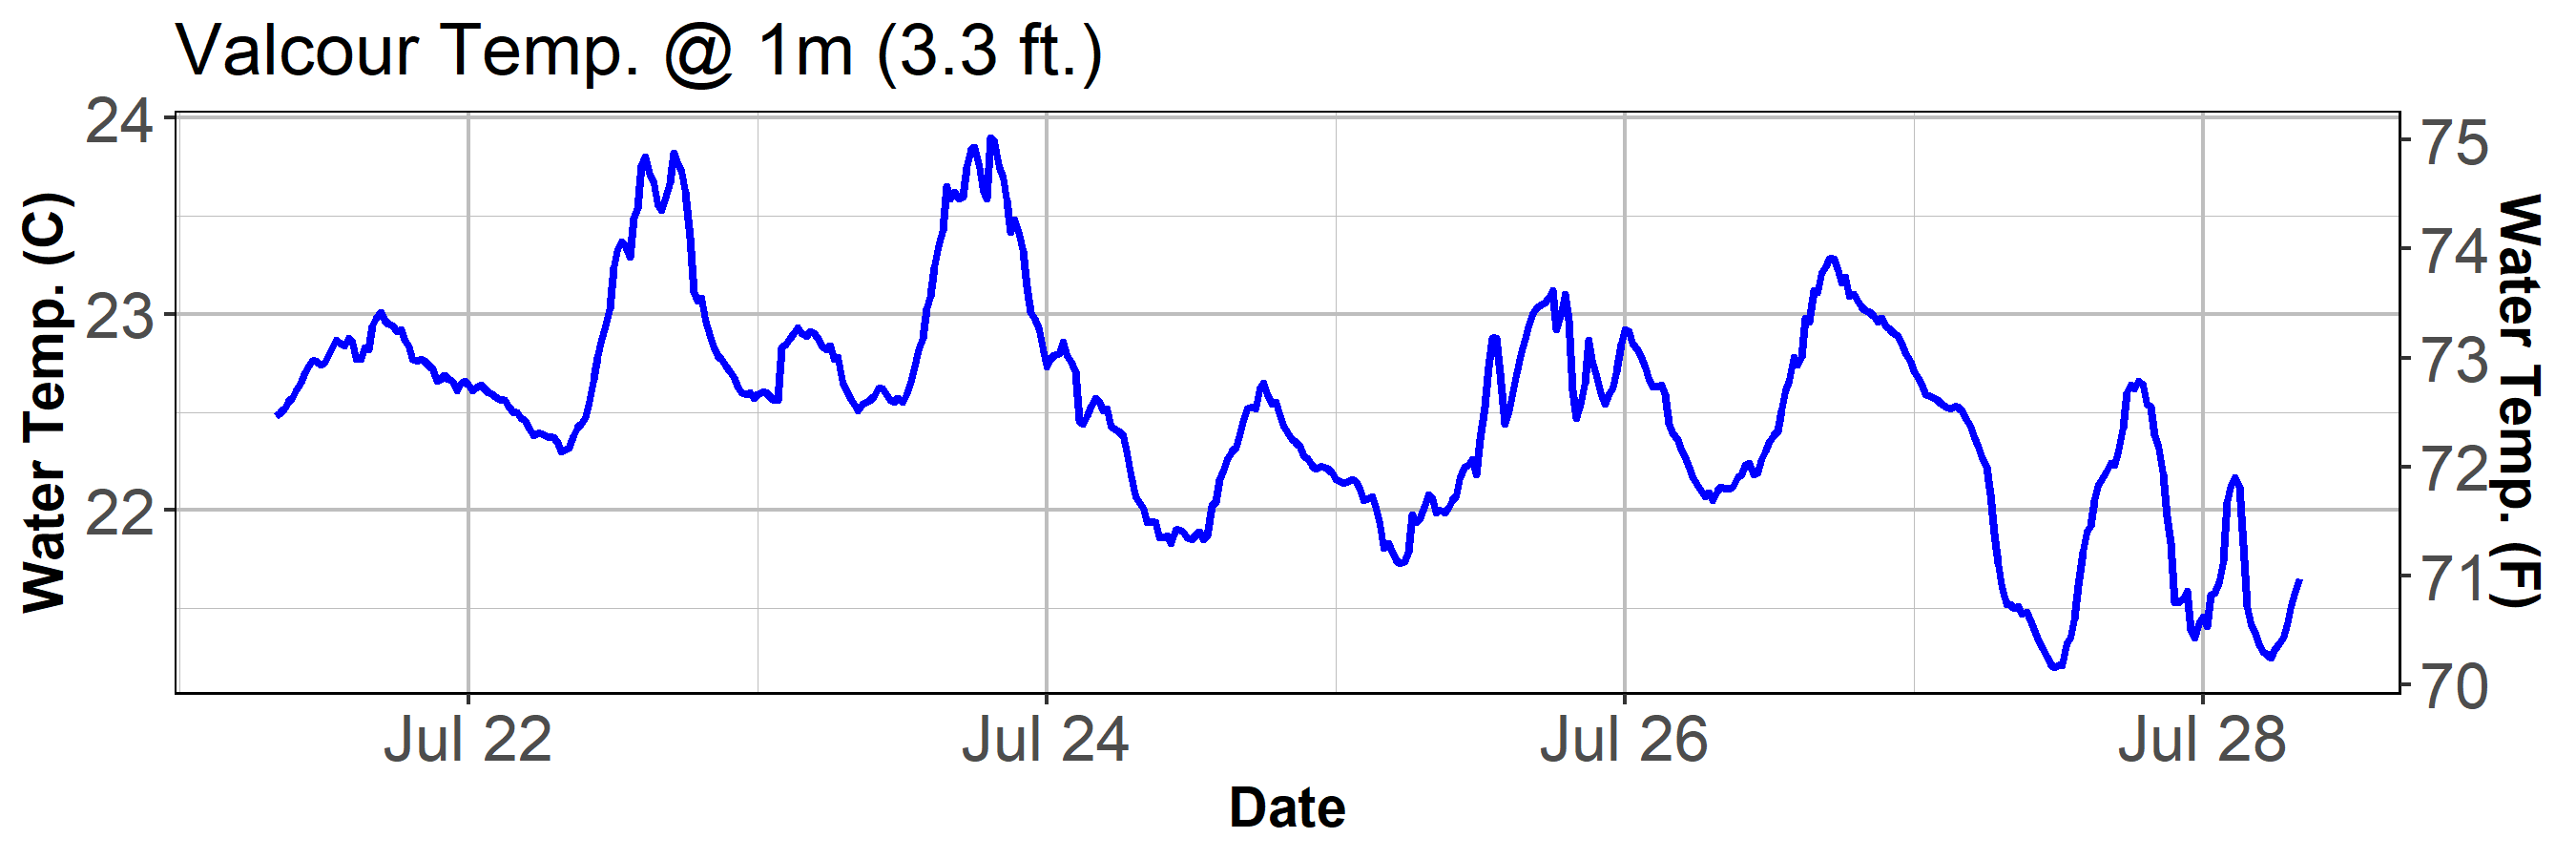 Valcour Temp. @ 1m (3.3 ft.)
Water Temp. (C)
24
23
22
75
74
73
72
71
70
Water Temp. (F)
Jul 22
Jul 24
Jul 26
Jul 28
Date